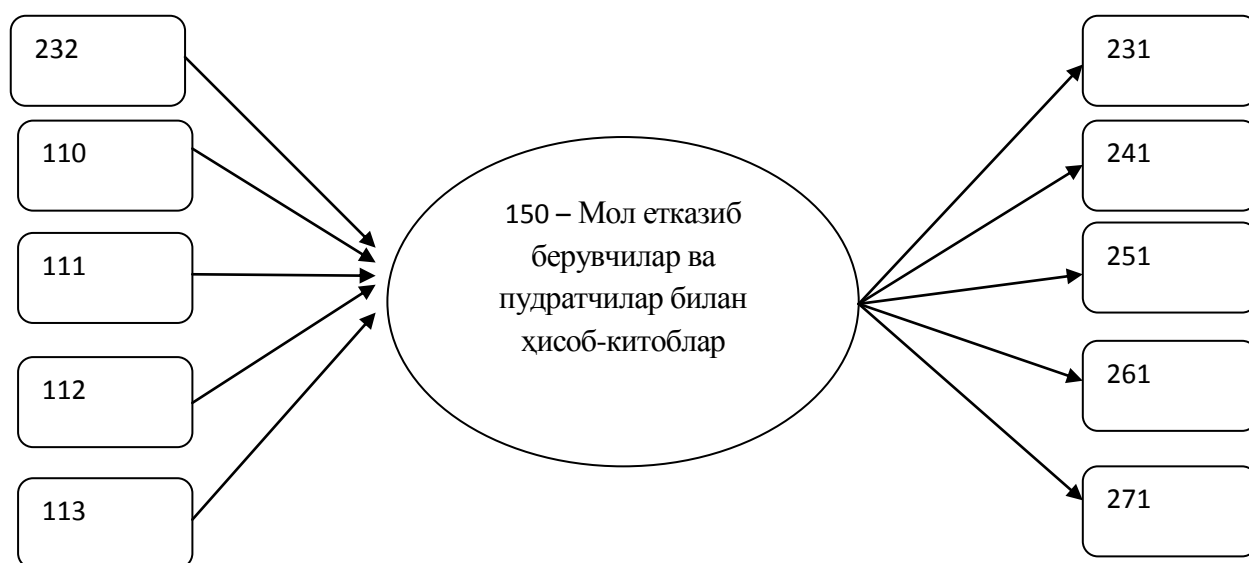 232
110
111
112
113
150 – Мол етказиб
берувчилар ва
пудратчилар билан
ҳисоб-китоблар
231
241
251
261
271